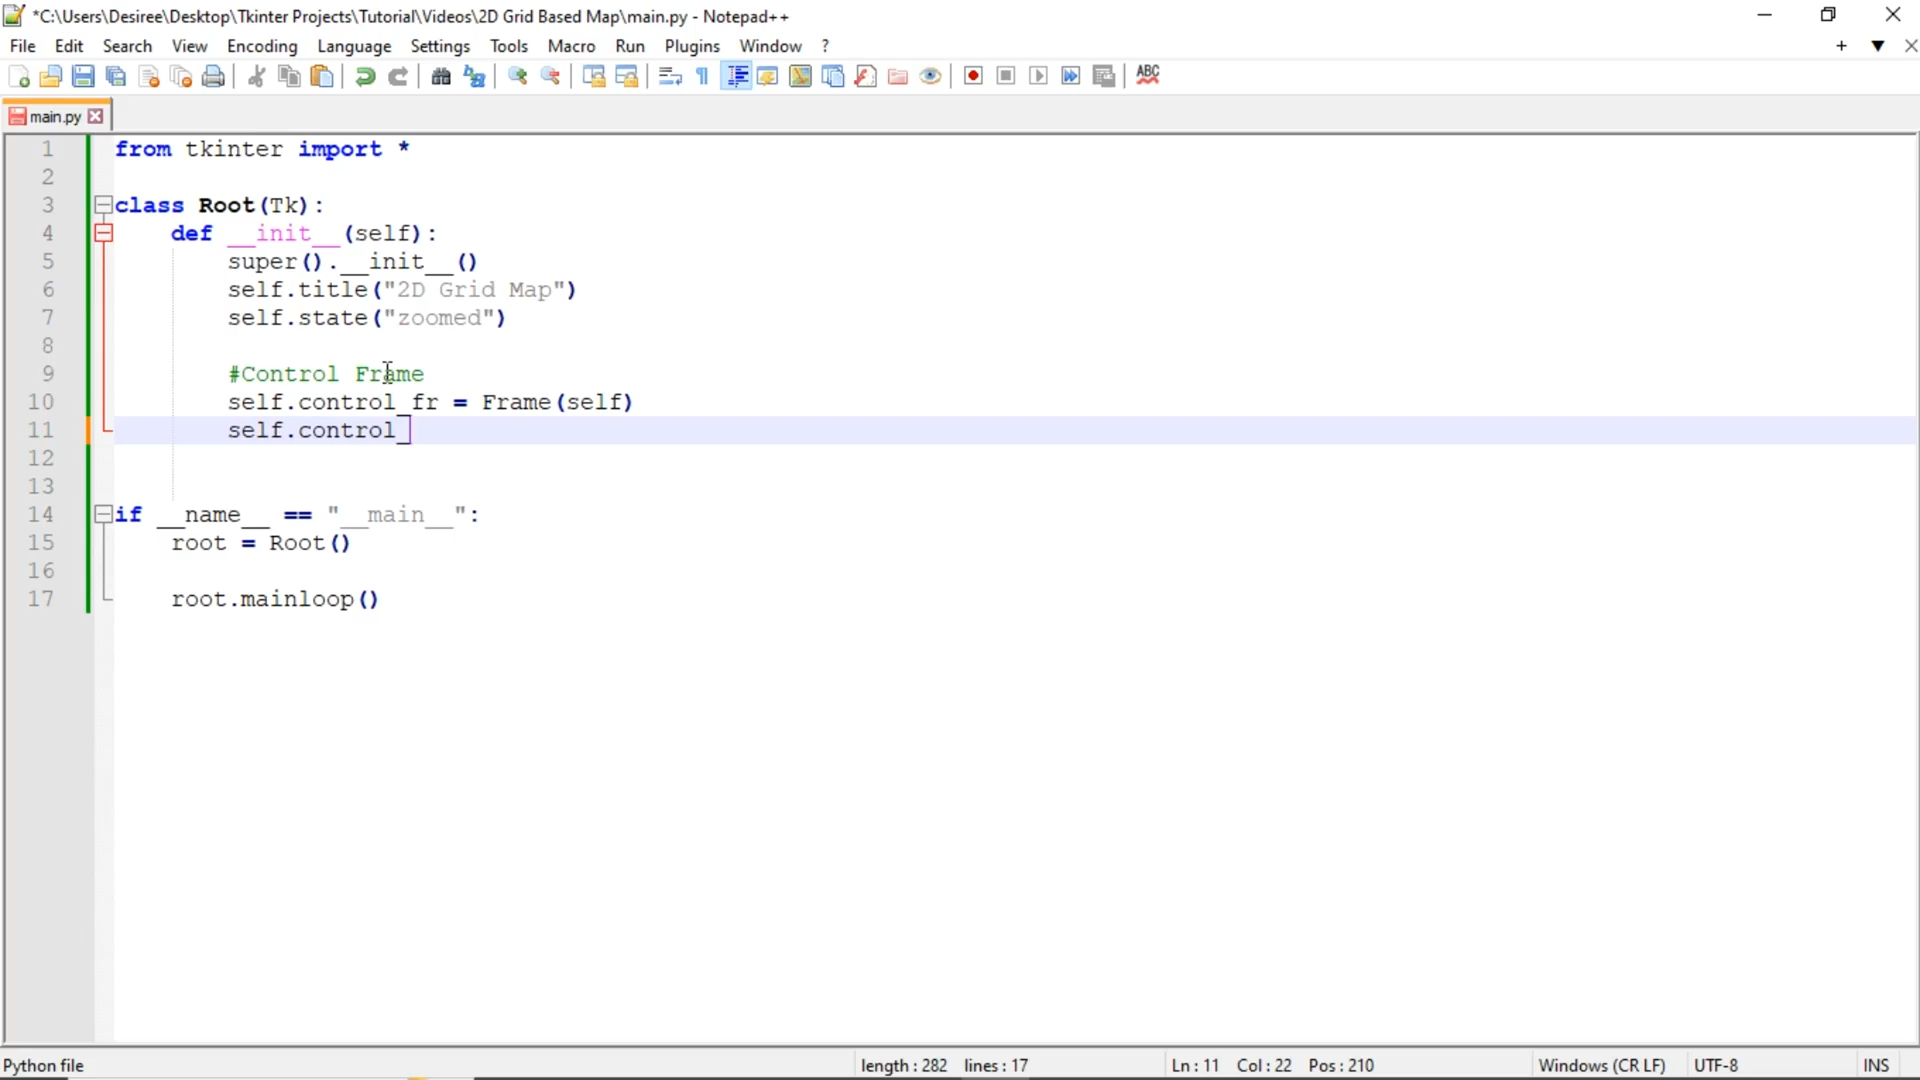 *C:\Users\Desiree\Desktop\Tkinter Projects\Tutorial\Videos\2D Grid Based Map\main.py - Notepad++
File Edit Search View Encoding Language Settings Tools Macro Run Plugins Window ?
+ ▼ X
ABC
main.py
1 from tkinter import *
2
3 class Root(Tk):
4 def __init__(self):
5 super().__init__()
6 self.title("2D Grid Map")
7 self.state("zoomed")
8
9 #Control Frame
10 self.control_fr = Frame(self)
11 self.control_
12
13
14 if __name__ == "__main__":
15 root = Root()
16
17 root.mainloop()
Python file length : 282 lines : 17 Ln : 11 Col : 22 Pos : 210 Windows (CR LF) UTF-8 INS